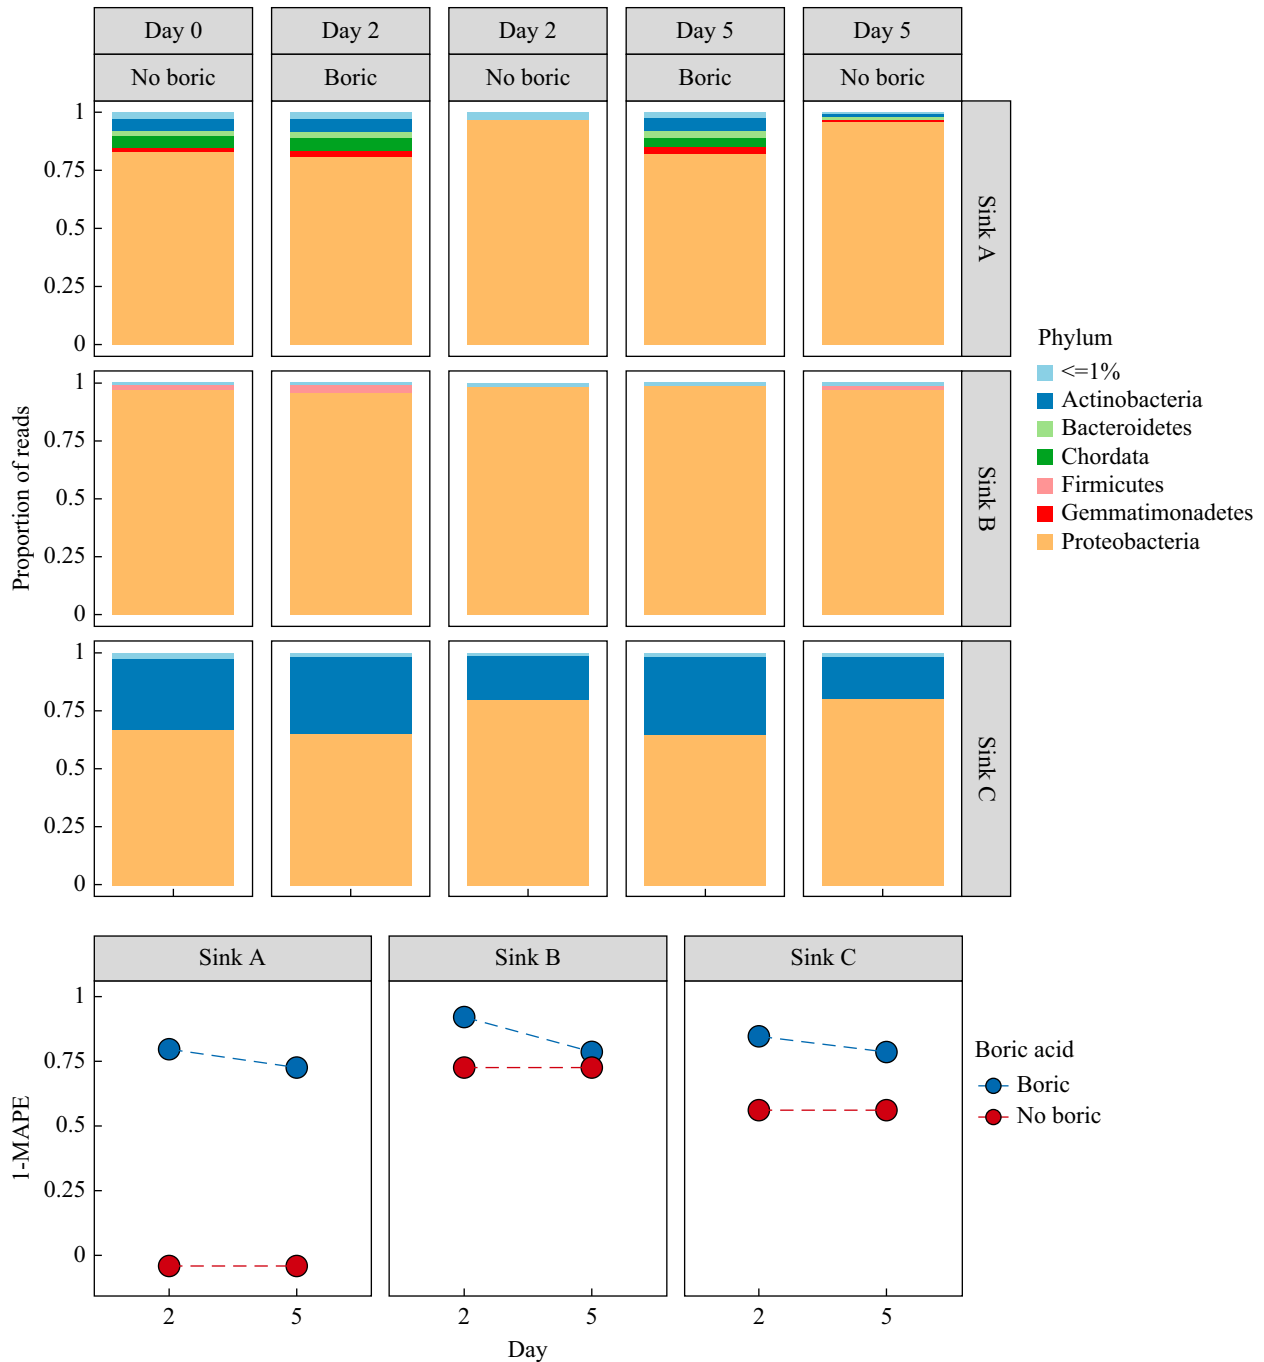 Day 0 Day 2 Day 2 Day 5 Day 5
No boric Boric No boric Boric No boric
1
0.75
0.5
0.25
0
Sink A
1
0.75
0.5
0.25
0
Sink B
1
0.75
0.5
0.25
0
Sink C
Proportion of reads
Phylum
<=1%
Actinobacteria
Bacteroidetes
Chordata
Firmicutes
Gemmatimonadetes
Proteobacteria
Sink A Sink B Sink C
1
0.75
0.5
0.25
0
1-MAPE
2 5 2 5 2 5
Day
Boric acid
Boric
No boric